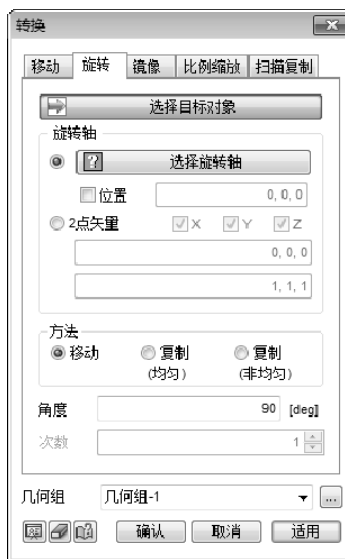 转换
移动 旋转 镜像 比例缩放 扫描复制
选择目标对象
旋转轴
选择旋转轴
位置 0, 0, 0
2点矢量 X Y Z
0, 0, 0
1, 1, 1
方法
移动 复制 复制
(均匀) (非均匀)
角度 90 [deg]
次数 1
几何组 几何组-1 ...
确认 取消 适用